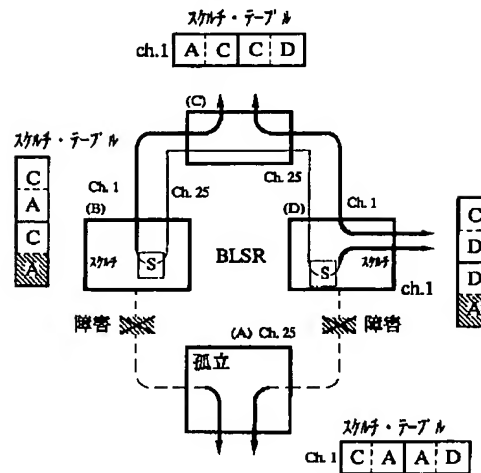 スケルチ・テーブル
ch.1 A C C D
(C)
スケルチ・テーブル
C
A
C
A
Ch. 1
Ch. 25
Ch. 25
Ch. 1
(B)
(D)
スケルチ
S
BLSR
S
スケルチ
ch.1
C
D
D
A
障害
障害
(A) Ch. 25
孤立
スケルチ・テーブル
Ch. 1 C A A D